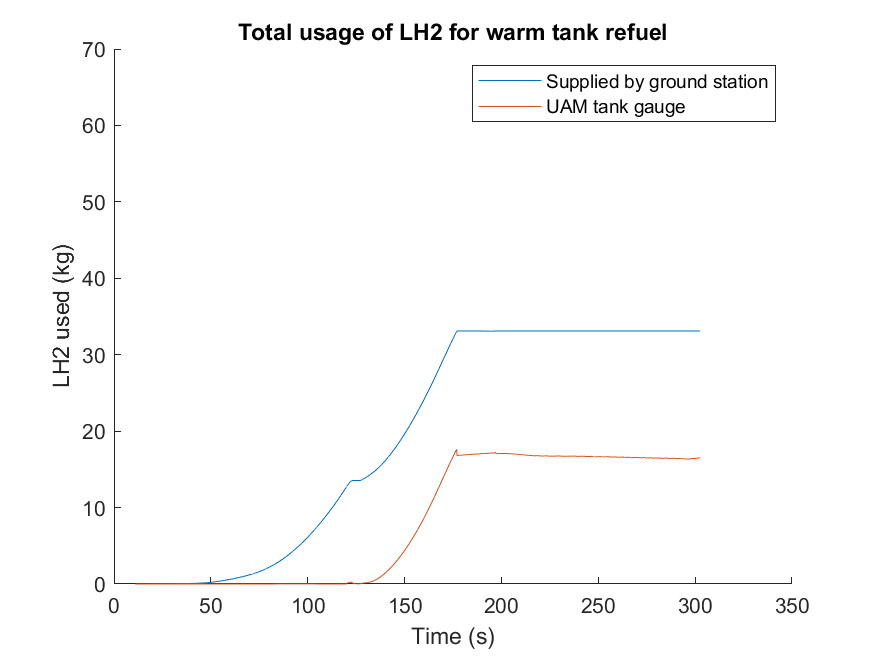 Total usage of LH2 for warm tank refuel
Supplied by ground station
UAM tank gauge
LH2 used (kg)
70
60
50
40
30
20
10
0
0 50 100 150 200 250 300 350
Time (s)